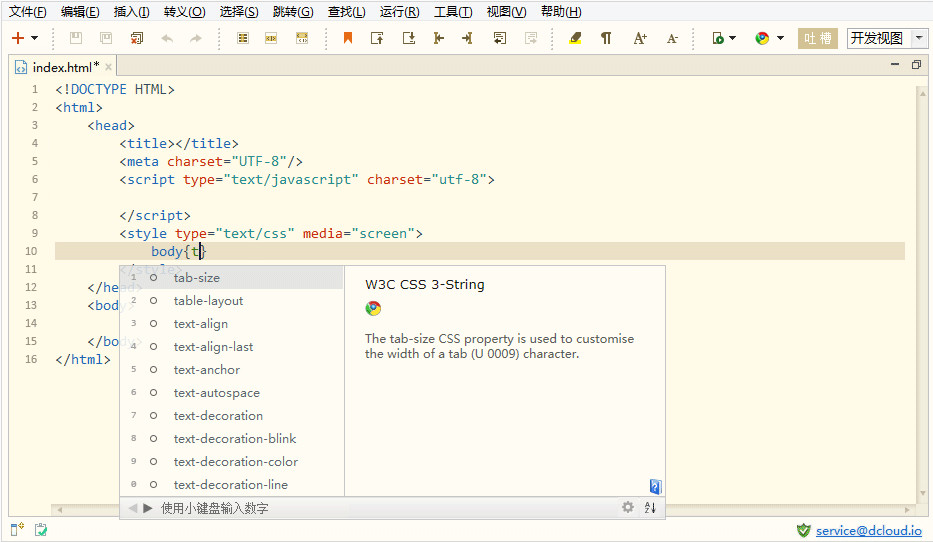 文件(F) 编辑(E) 插入(I) 转义(O) 选择(S) 跳转(G) 查找(L) 运行(R) 工具(T) 视图(V) 帮助(H)
A+ A- 吐槽 开发视图
index.html*
1 <!DOCTYPE HTML>
2 <html>
3 <head>
4 <title></title>
5 <meta charset="UTF-8"/>
6 <script type="text/javascript" charset="utf-8">
7
8 </script>
9 <style type="text/css" media="screen">
10 body{t}
11 </style>
12 </head>
13 <body>
14
15 </body>
16 </html>
1 tab-size
2 table-layout
3 text-align
4 text-align-last
5 text-anchor
6 text-autospace
7 text-decoration
8 text-decoration-blink
9 text-decoration-color
0 text-decoration-line
W3C CSS 3-String
The tab-size CSS property is used to customise
the width of a tab (U 0009) character.
使用小键盘输入数字
service@dcloud.io